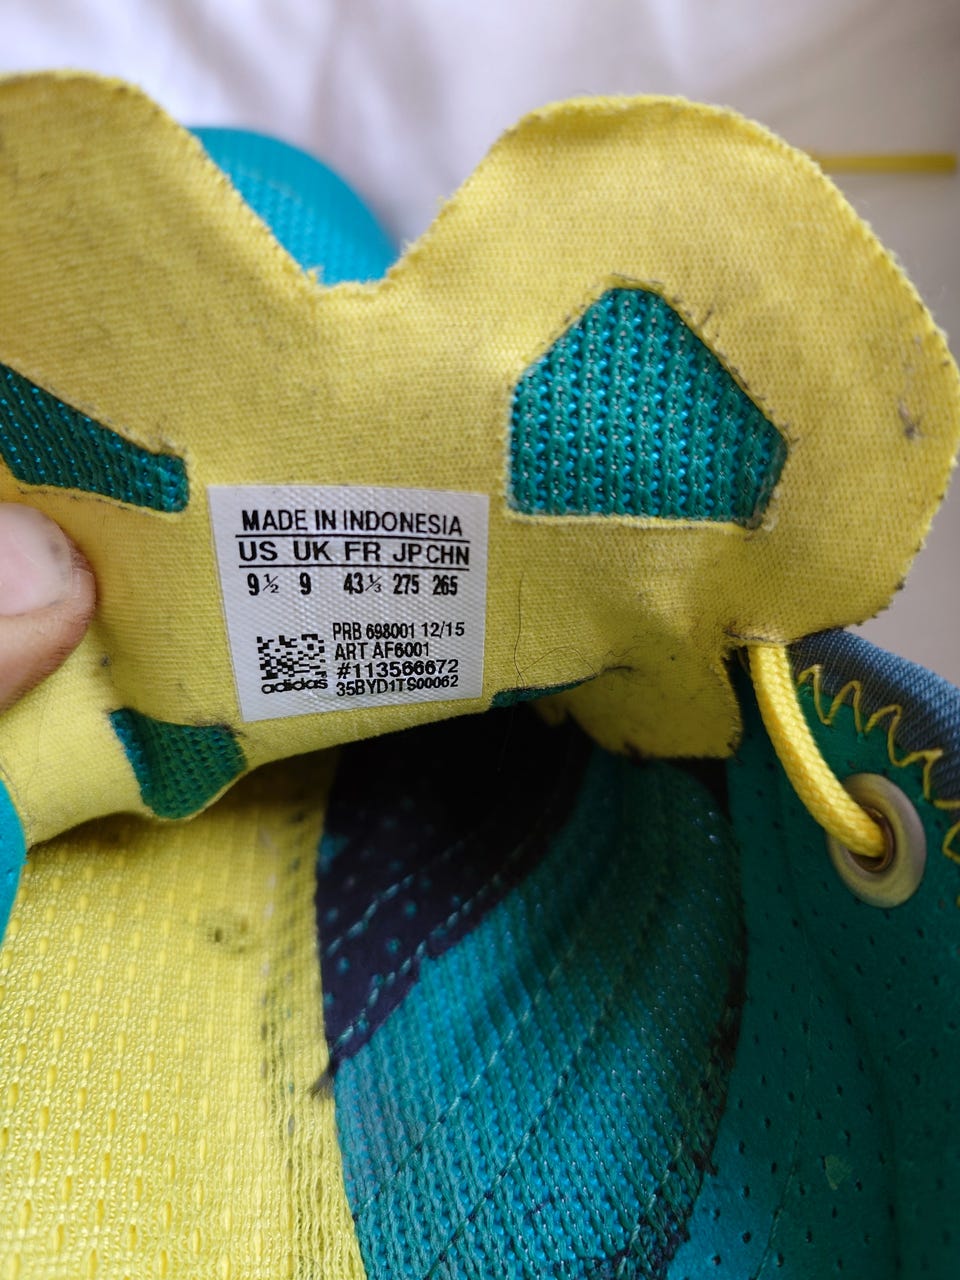 MADE IN INDONESIA
US UK FR JP CHN
9½ 9 43⅓ 275 265
PRB 698001 12/15
ART AF6001
#113566672
adidas 35BYD1TS00062